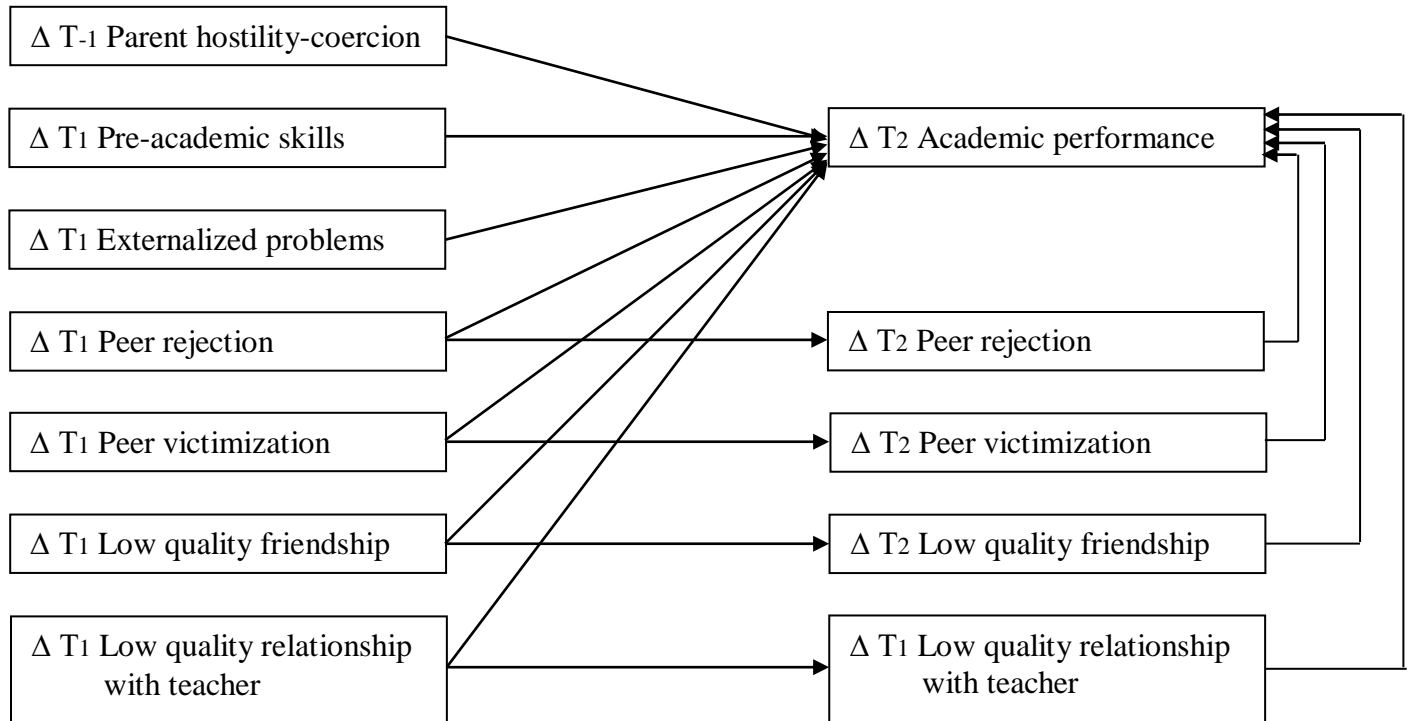 Δ T-1 Parent hostility-coercion
Δ T1 Pre-academic skills
Δ T1 Externalized problems
Δ T1 Peer rejection
Δ T1 Peer victimization
Δ T1 Low quality friendship
Δ T1 Low quality relationship
with teacher
Δ T2 Academic performance
Δ T2 Peer rejection
Δ T2 Peer victimization
Δ T2 Low quality friendship
Δ T1 Low quality relationship
with teacher